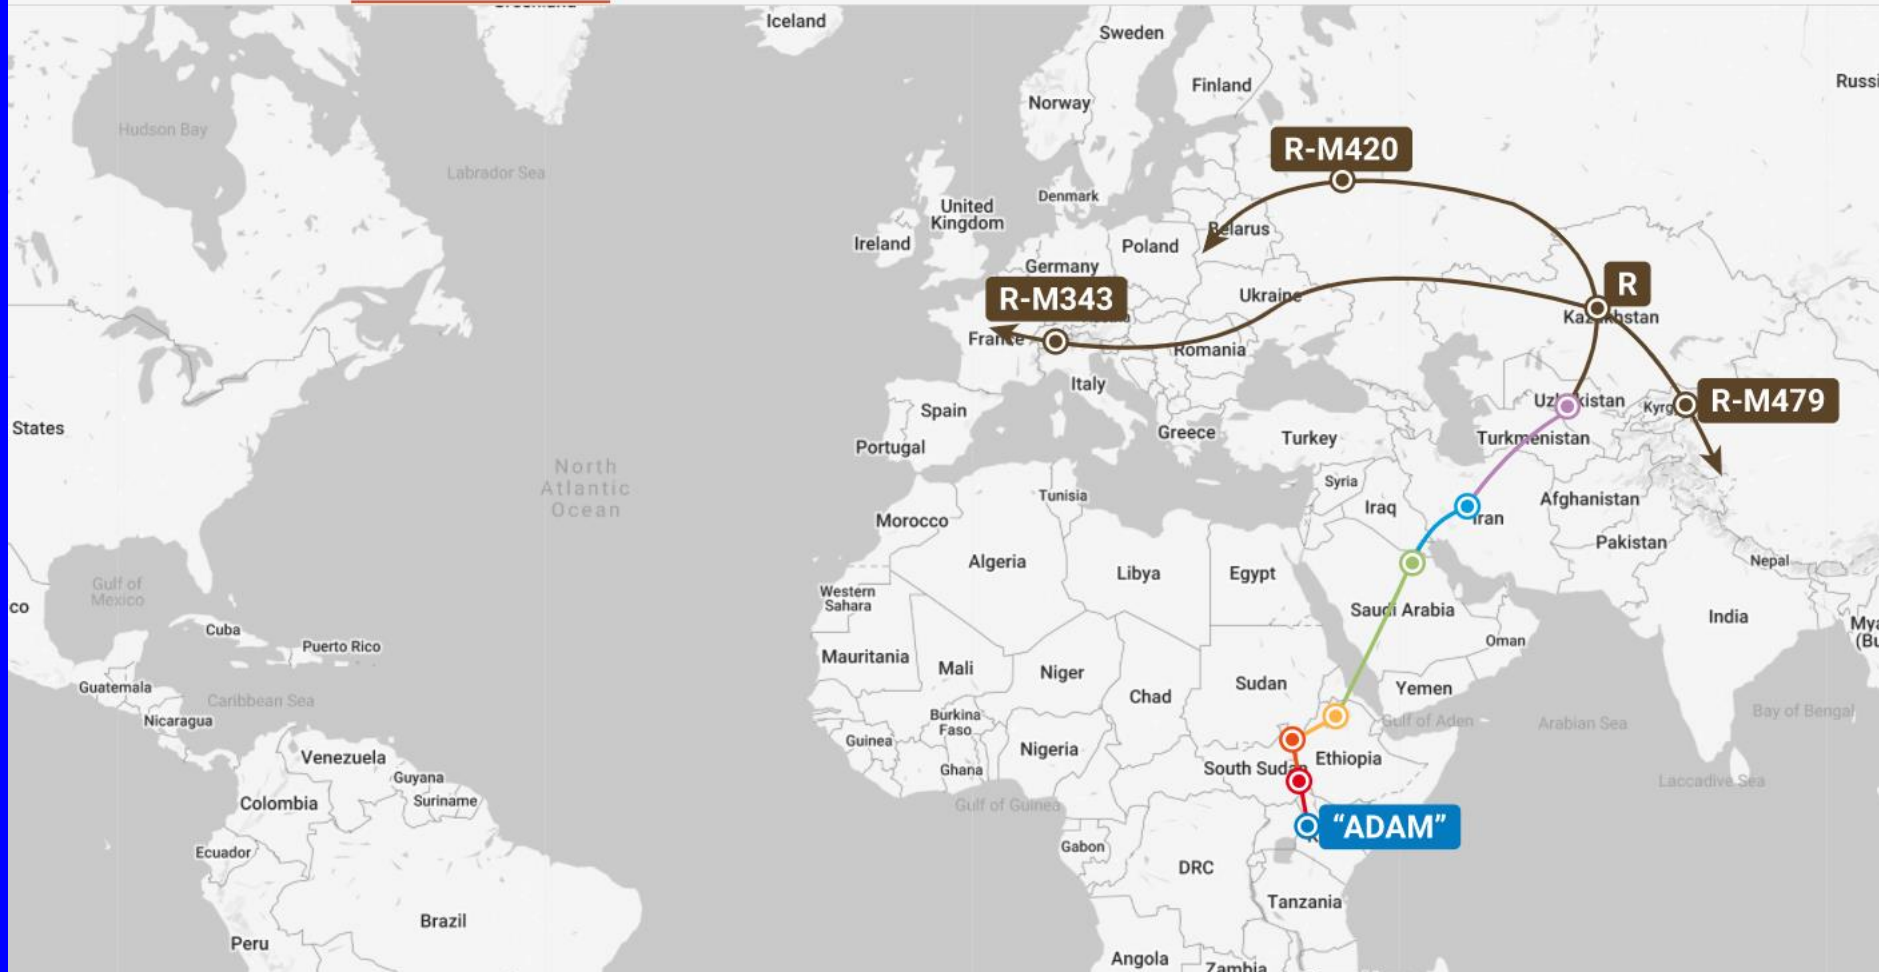 Iceland
Sweden
Finland
Russi
Norway
Hudson Bay
R-M420
Labrador Sea
Denmark
United
Kingdom
Belarus
Ireland
Poland
Germany
R
R-M343
Ukraine
Kazakhstan
France
Romania
Italy
Uzbekistan
Kyrg
R-M479
Spain
States
Greece
Turkey
Turkmenistan
Portugal
North
Atlantic
Ocean
Syria
Tunisia
Afghanistan
Iraq
Iran
Morocco
Pakistan
Algeria
Libya
Egypt
Nepal
Gulf of
Mexico
Western
Sahara
co
Saudi Arabia
India
Mya
(Bu
Cuba
Puerto Rico
Oman
Mauritania
Mali
Niger
Sudan
Guatemala
Chad
Yemen
Caribbean Sea
Nicaragua
Burkina
Faso
Gulf of Aden
Arabian Sea
Bay of Bengal
Guinea
Nigeria
Venezuela
Ethiopia
Ghana
South Sudan
Guyana
Laccadive Sea
Colombia
Suriname
Gulf of Guinea
"ADAM"
Ecuador
Gabon
DRC
Tanzania
Brazil
Peru
Angola
Zambia